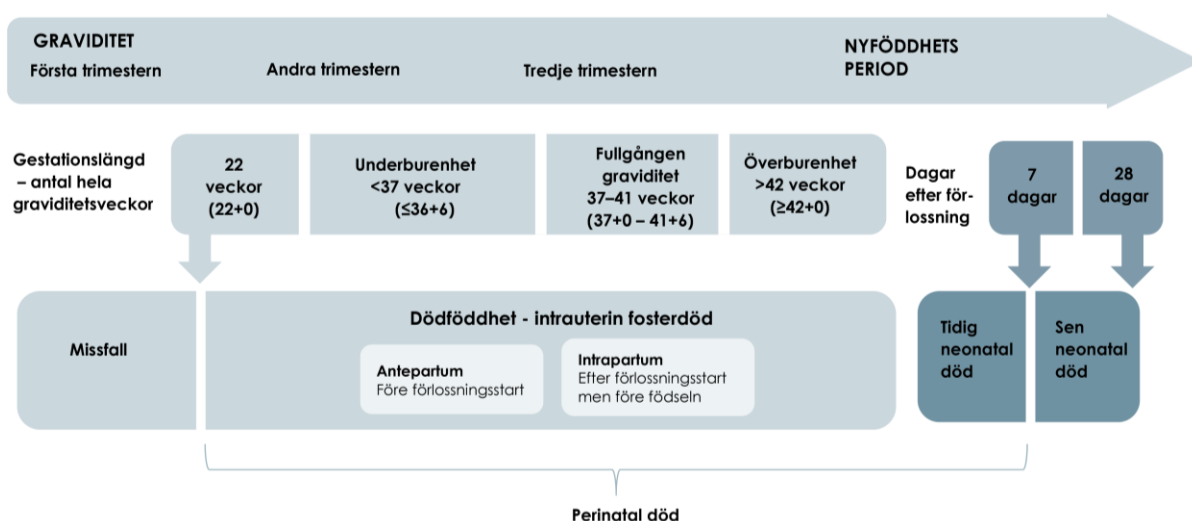 GRAVIDITET
Första trimestern
Andra trimestern
Tredje trimestern
NYFÖDDHETS
PERIOD
Gestationslängd
– antal hela
graviditetsveckor
22
veckor
(22+0)
Underburenhet
<37 veckor
(≤36+6)
Fullgången
graviditet
37–41 veckor
(37+0 – 41+6)
Överburenhet
>42 veckor
(≥42+0)
Dagar
efter för-
lossning
7
dagar
28
dagar
Missfall
Dödföddhet - intrauterin fosterdöd
Antepartum
Före förlossningsstart
Intrapartum
Efter förlossningsstart
men före födseln
Tidig
neonatal
död
Sen
neonatal
död
Perinatal död